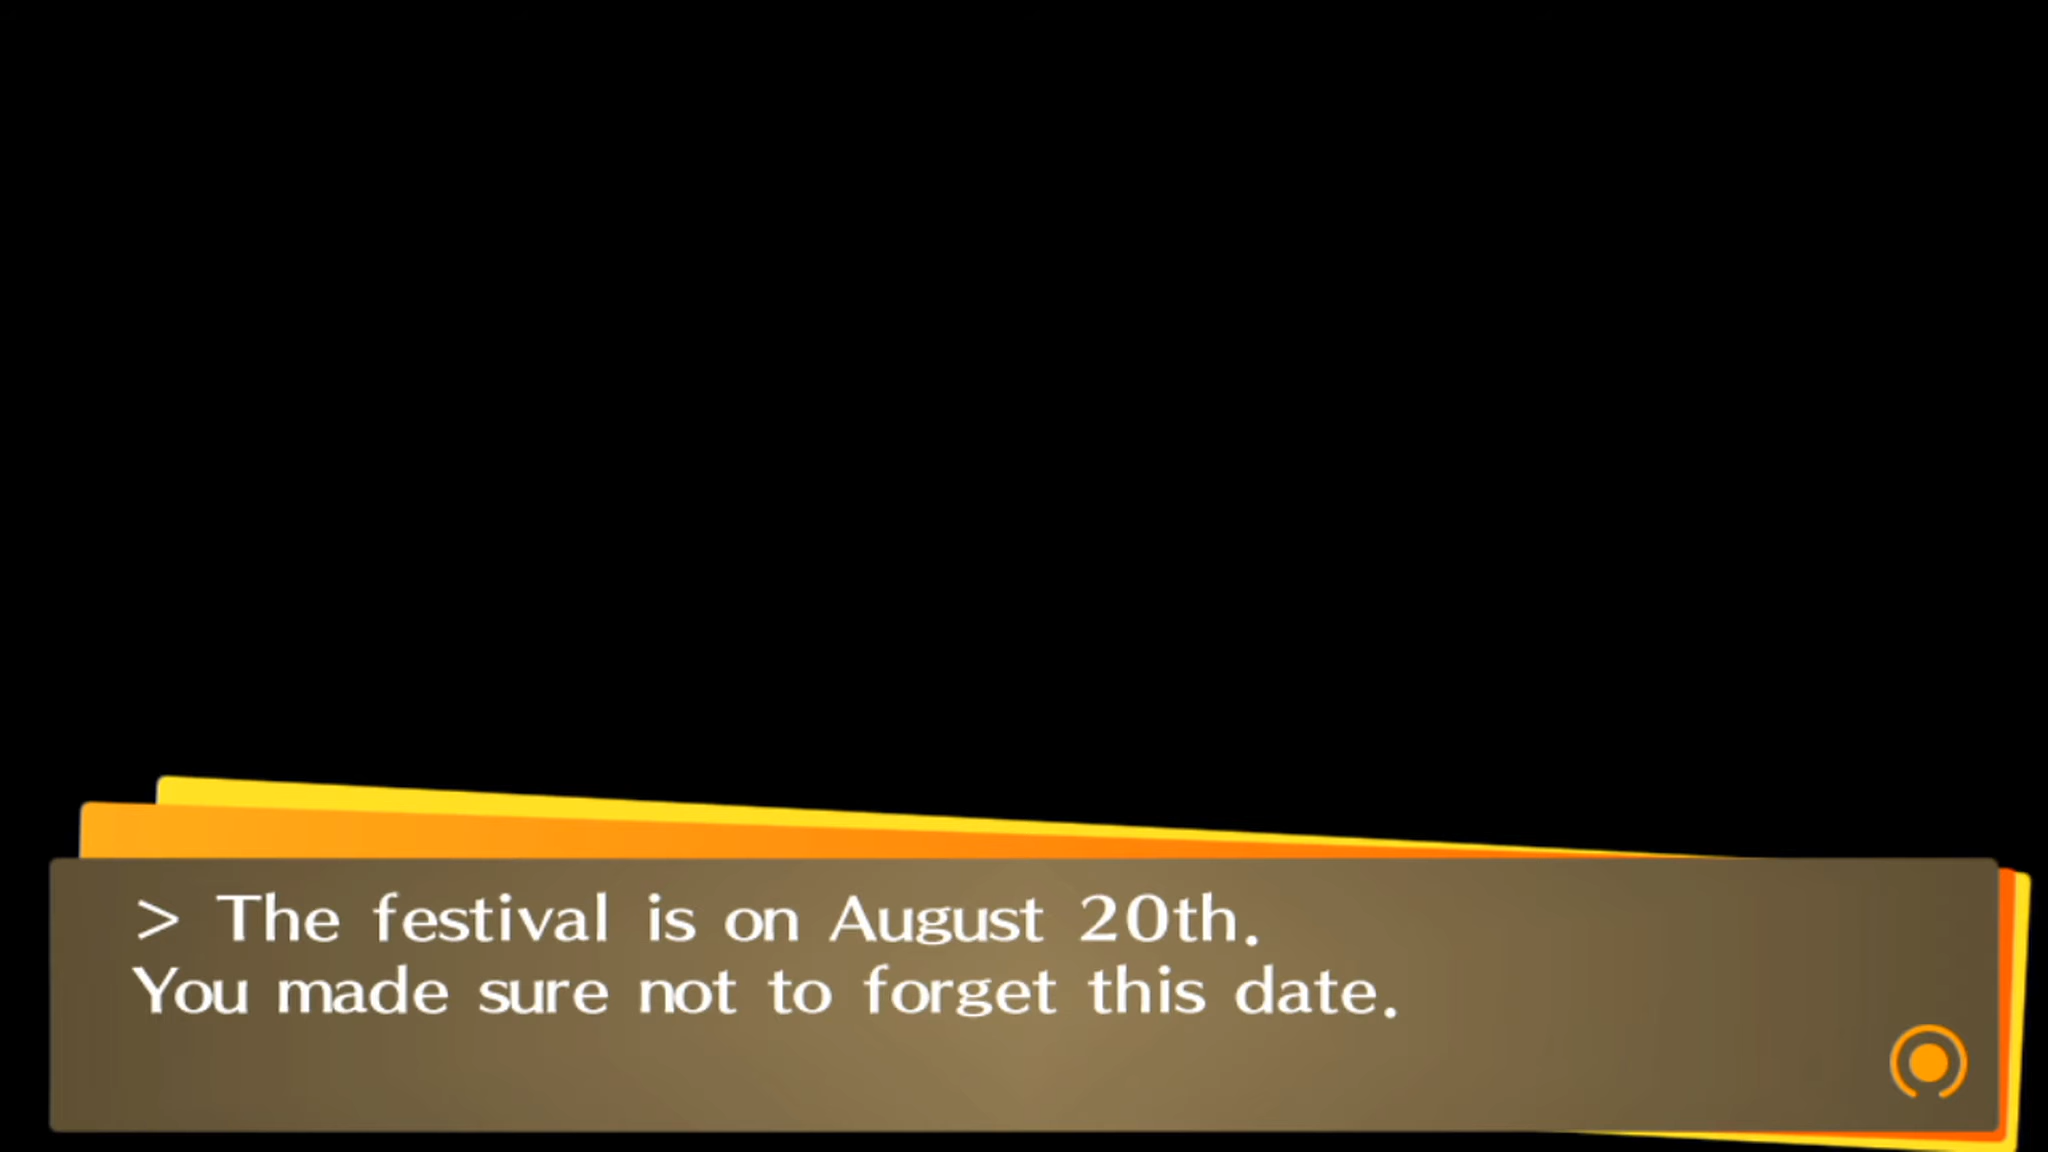 > The festival is on August 20th.
You made sure not to forget this date.